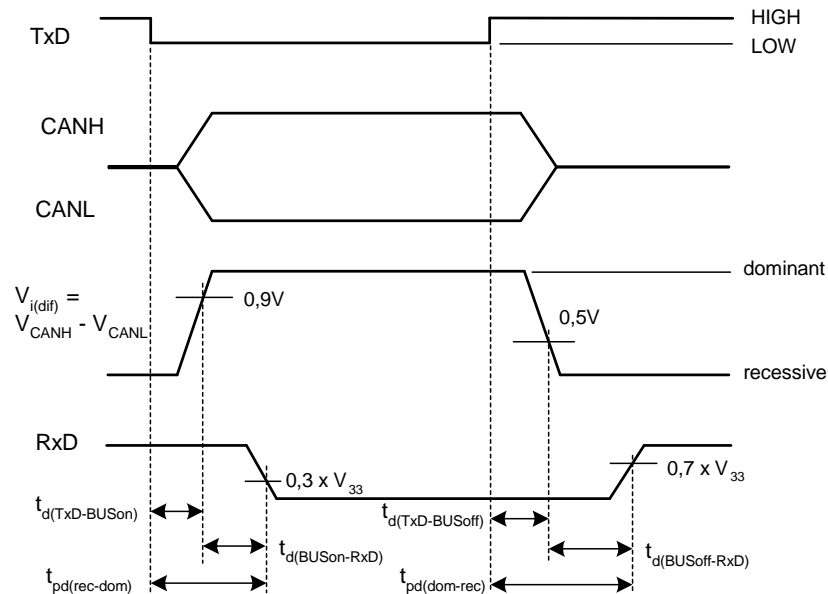 TxD
HIGH
LOW
CANH
CANL
dominant
V_i(dif) =
V_CANH - V_CANL
0,9V
0,5V
recessive
RxD
0,3 x V_33
0,7 x V_33
t_d(TxD-BUSon)
t_d(TxD-BUSoff)
t_d(BUSon-RxD)
t_d(BUSoff-RxD)
t_pd(rec-dom)
t_pd(dom-rec)